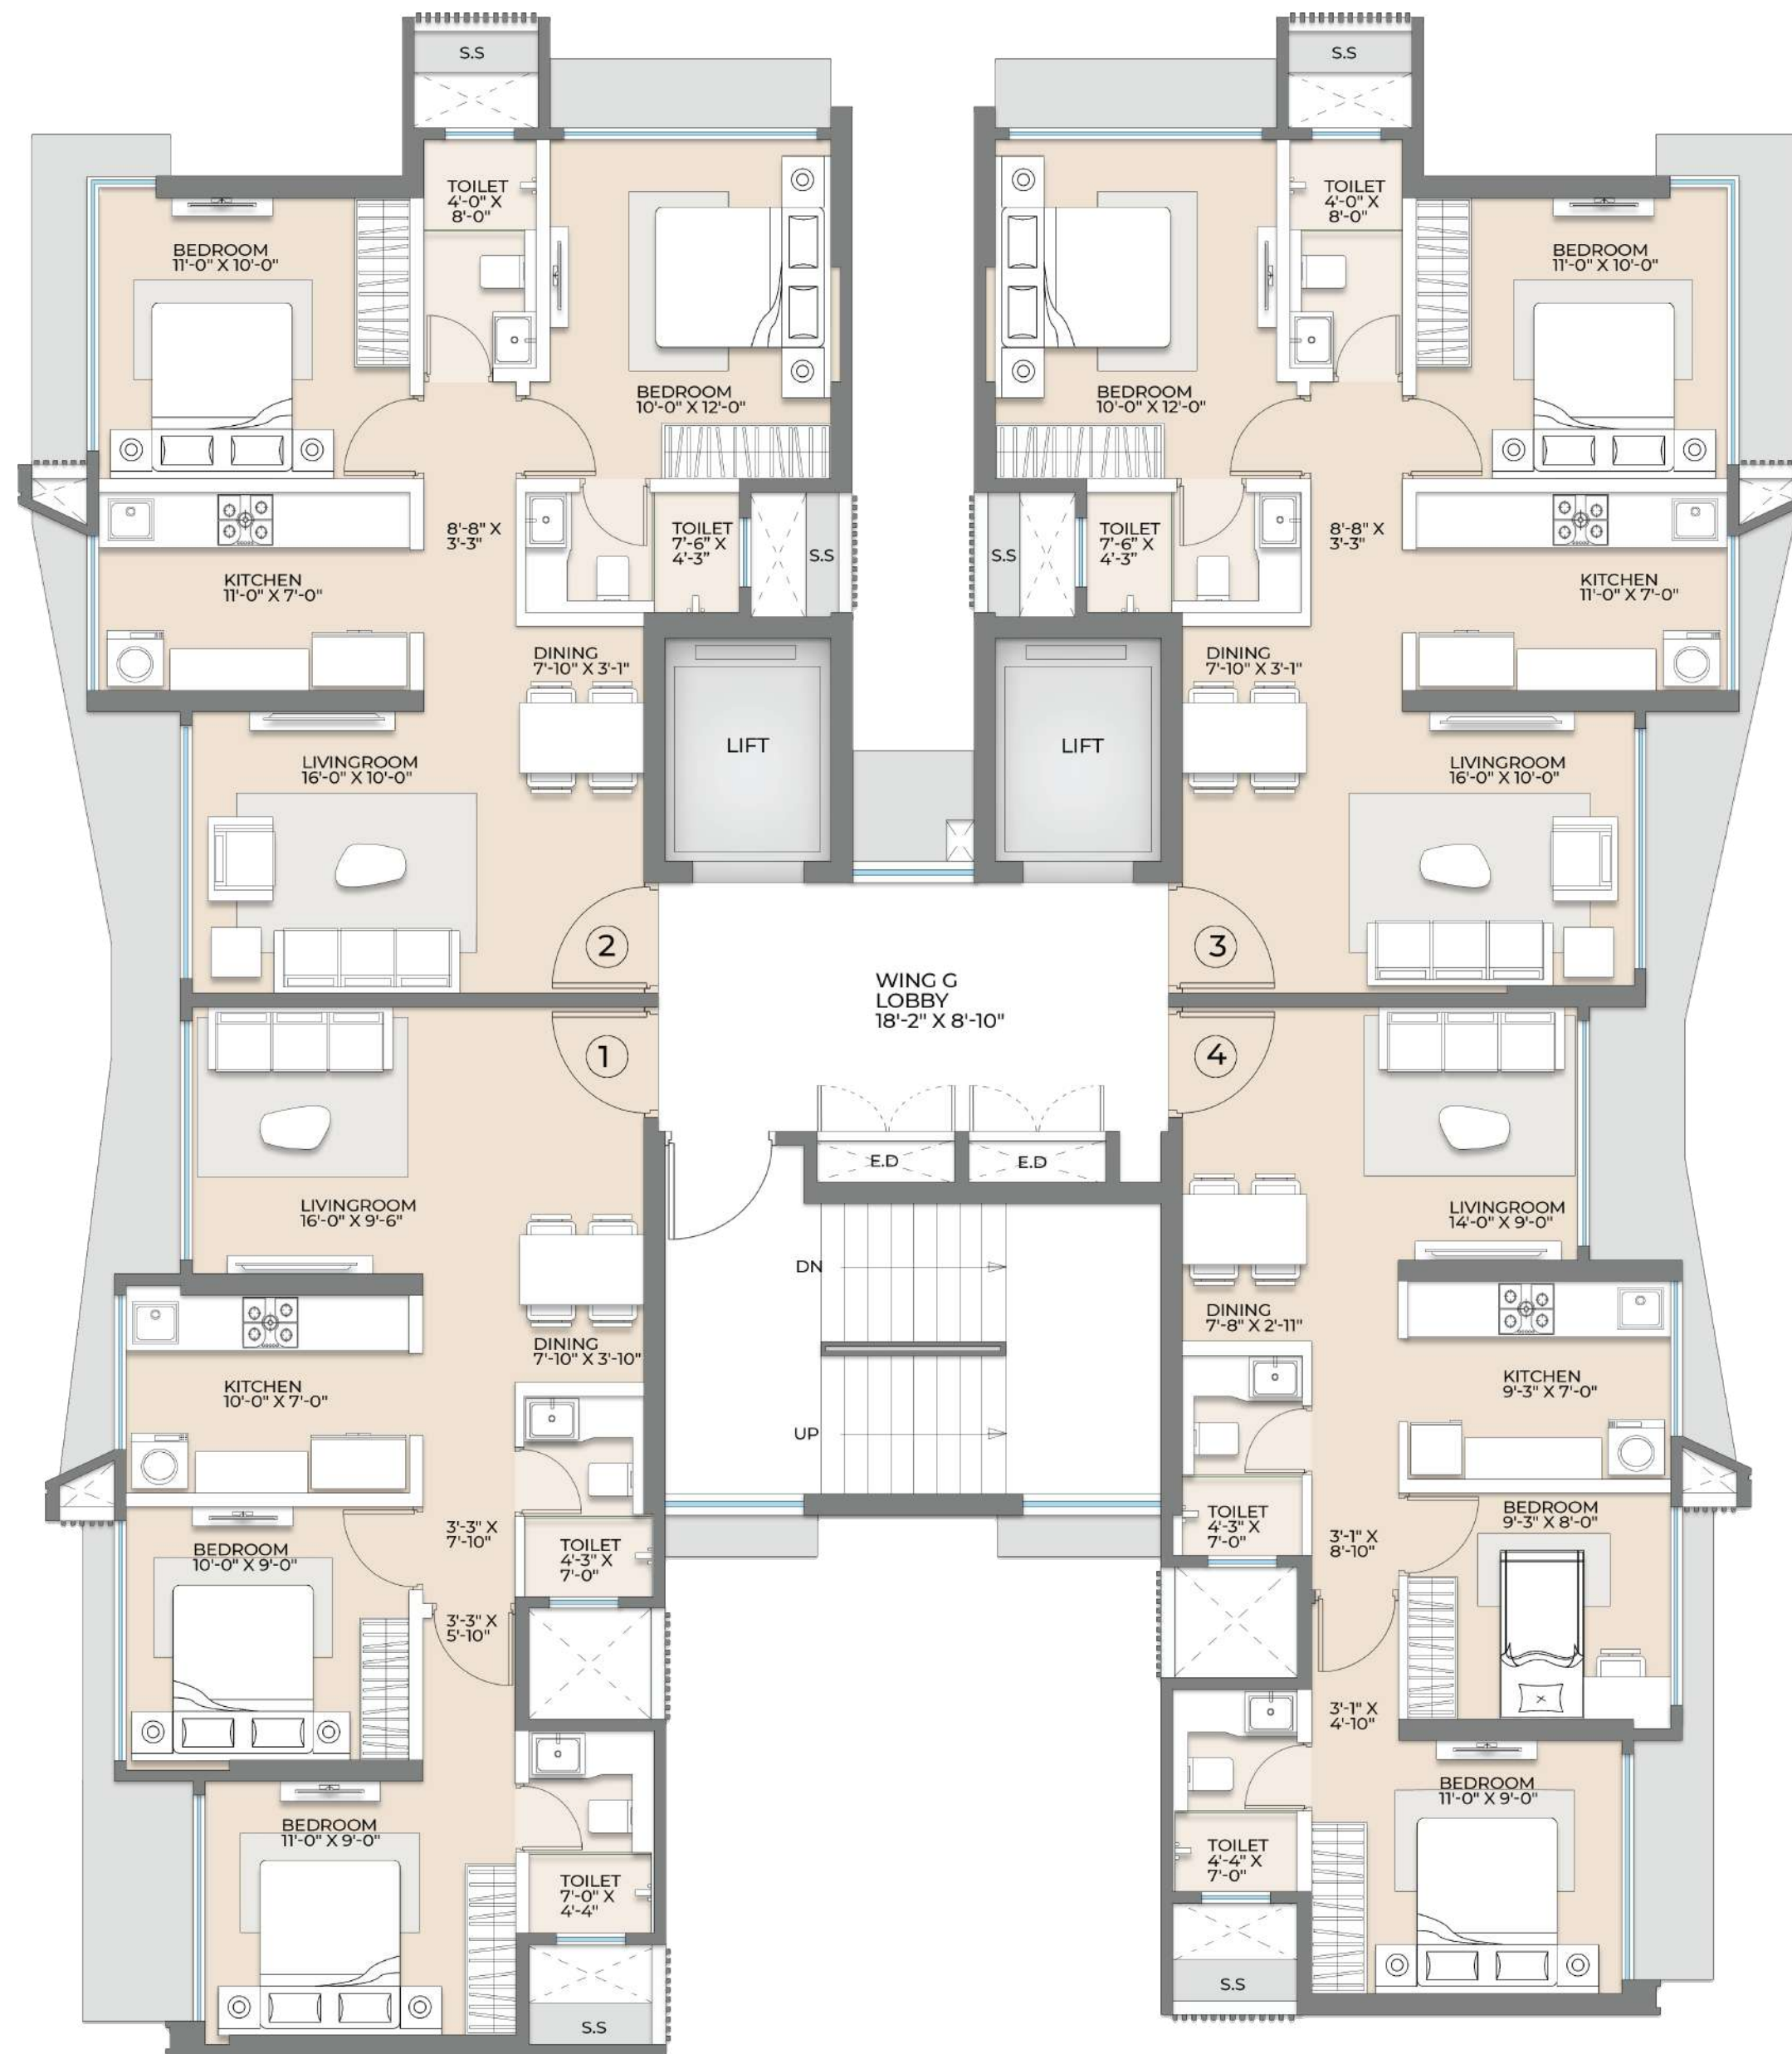 S.S
S.S
TOILET
4'-0" X
8'-0"
TOILET
4'-0" X
8'-0"
BEDROOM
11'-0" X 10'-0"
BEDROOM
11'-0" X 10'-0"
BEDROOM
10'-0" X 12'-0"
BEDROOM
10'-0" X 12'-0"
8'-8" X
3'-3"
TOILET
7'-6" X
4'-3"
S.S
S.S
TOILET
7'-6" X
4'-3"
8'-8" X
3'-3"
KITCHEN
11'-0" X 7'-0"
KITCHEN
11'-0" X 7'-0"
DINING
7'-10" X 3'-1"
DINING
7'-10" X 3'-1"
LIVINGROOM
16'-0" X 10'-0"
LIFT
LIFT
LIVINGROOM
16'-0" X 10'-0"
2
3
WING G
LOBBY
18'-2" X 8'-10"
1
4
E.D
E.D
LIVINGROOM
16'-0" X 9'-6"
LIVINGROOM
14'-0" X 9'-0"
DN
DINING
7'-10" X 3'-10"
DINING
7'-8" X 2'-11"
KITCHEN
10'-0" X 7'-0"
KITCHEN
9'-3" X 7'-0"
UP
3'-3" X
7'-10"
TOILET
4'-3" X
7'-0"
TOILET
4'-3" X
7'-0"
3'-1" X
8'-10"
BEDROOM
9'-3" X 8'-0"
BEDROOM
10'-0" X 9'-0"
3'-3" X
5'-10"
3'-1" X
4'-10"
BEDROOM
11'-0" X 9'-0"
BEDROOM
11'-0" X 9'-0"
TOILET
7'-0" X
4'-4"
TOILET
4'-4" X
7'-0"
S.S
S.S